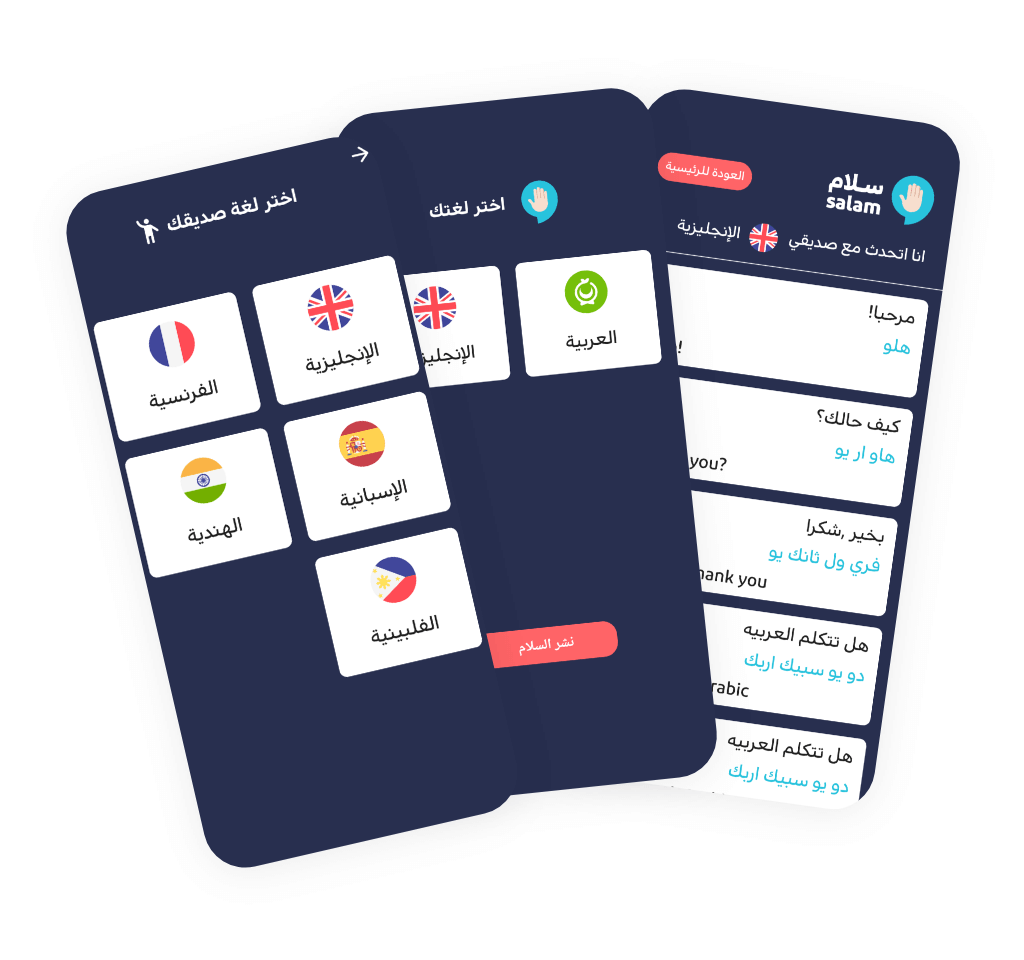 اختر لغة صديقك
الإنجليزية
الفرنسية
الإسبانية
الهندية
الفلبينية
اختر لغتك
العربية
نشر السلام
سلام
salam
العودة للرئيسية
انا اتحدث مع صديقي
الإنجليزية
مرحبا!
هلو
!
كيف حالك؟
هاو ار يو
you?
بخير ,شكرا
فري ول ثانك يو
hank you
هل تتكلم العربيه
دو يو سبيك اربك
rabic
هل تتكلم العربيه
دو يو سبيك اربك